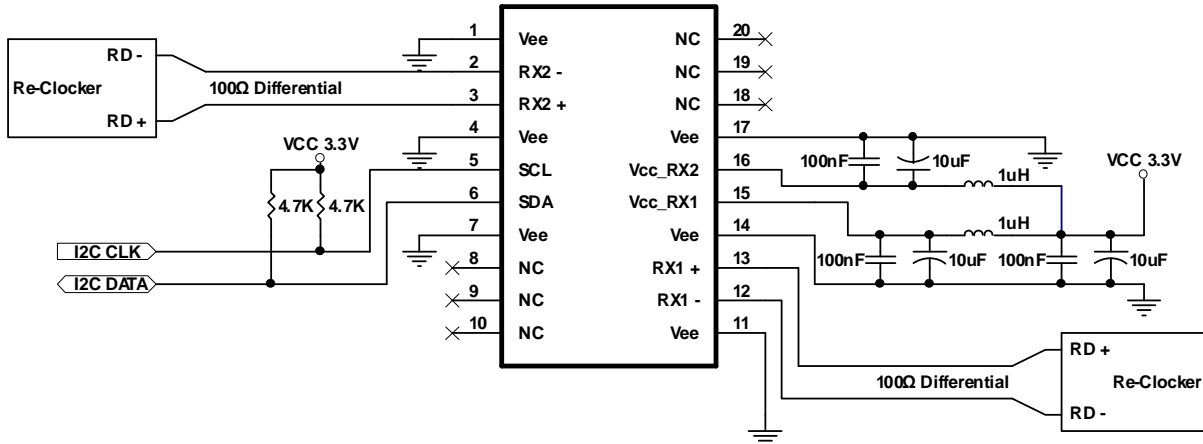 Re-Clocker
RD -
RD +
100Ω Differential
VCC 3.3V
4.7K
4.7K
I2C CLK
I2C DATA
1
2
3
4
5
6
7
8
9
10
Vee
RX2 -
RX2 +
Vee
SCL
SDA
Vee
NC
NC
NC
NC
NC
NC
Vee
Vcc_RX2
Vcc_RX1
Vee
RX1 +
RX1 -
Vee
20
19
18
17
16
15
14
13
12
11
100nF
10uF
1uH
VCC 3.3V
1uH
100nF
10uF
100nF
10uF
100Ω Differential
RD +
RD -
Re-Clocker